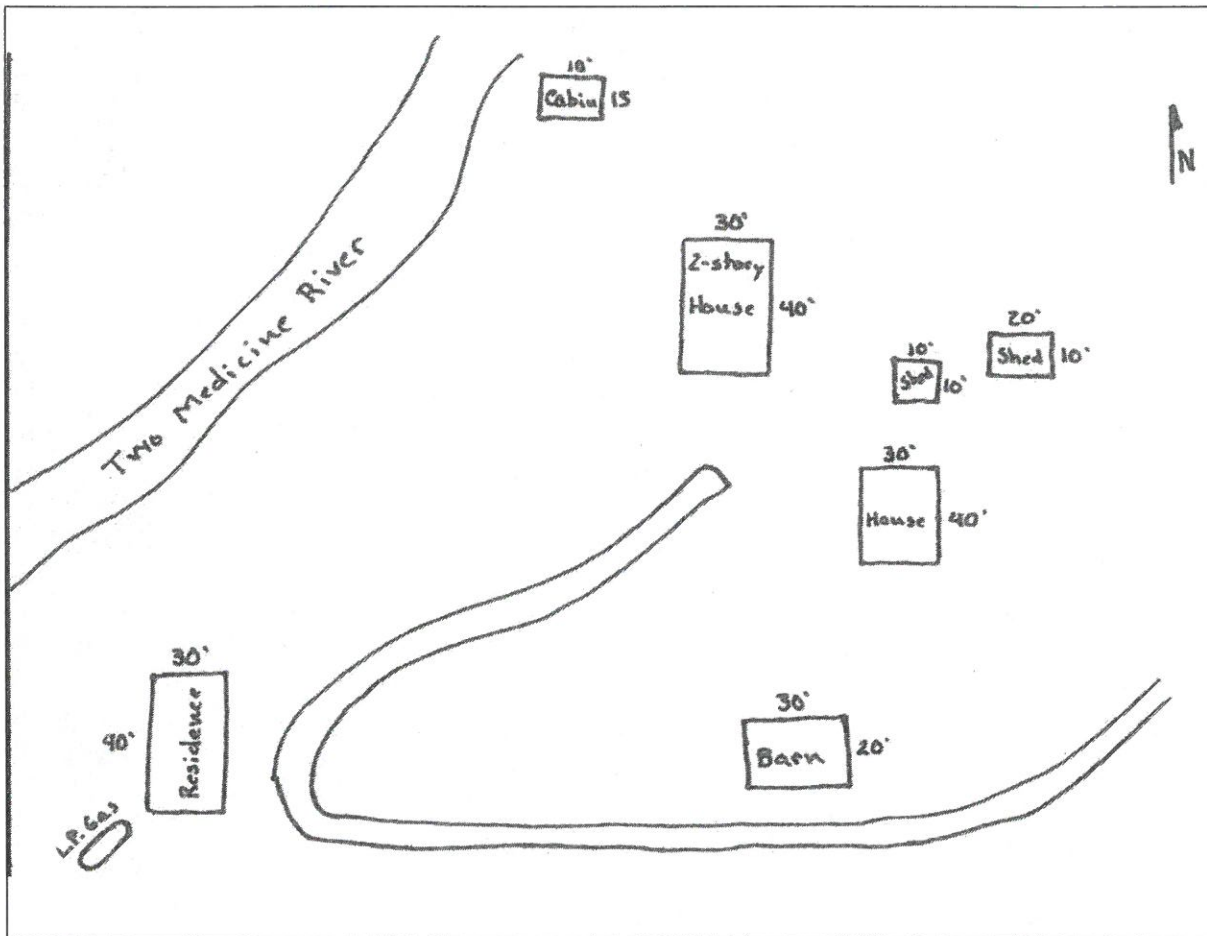 10'
Cabin 15
N
30'
2-story
House 40'
Two Medicine River
20'
Shed 10'
10'
Shed 10'
30'
House 40'
30'
40' Residence
30'
Barn 20'
L.P. Gas